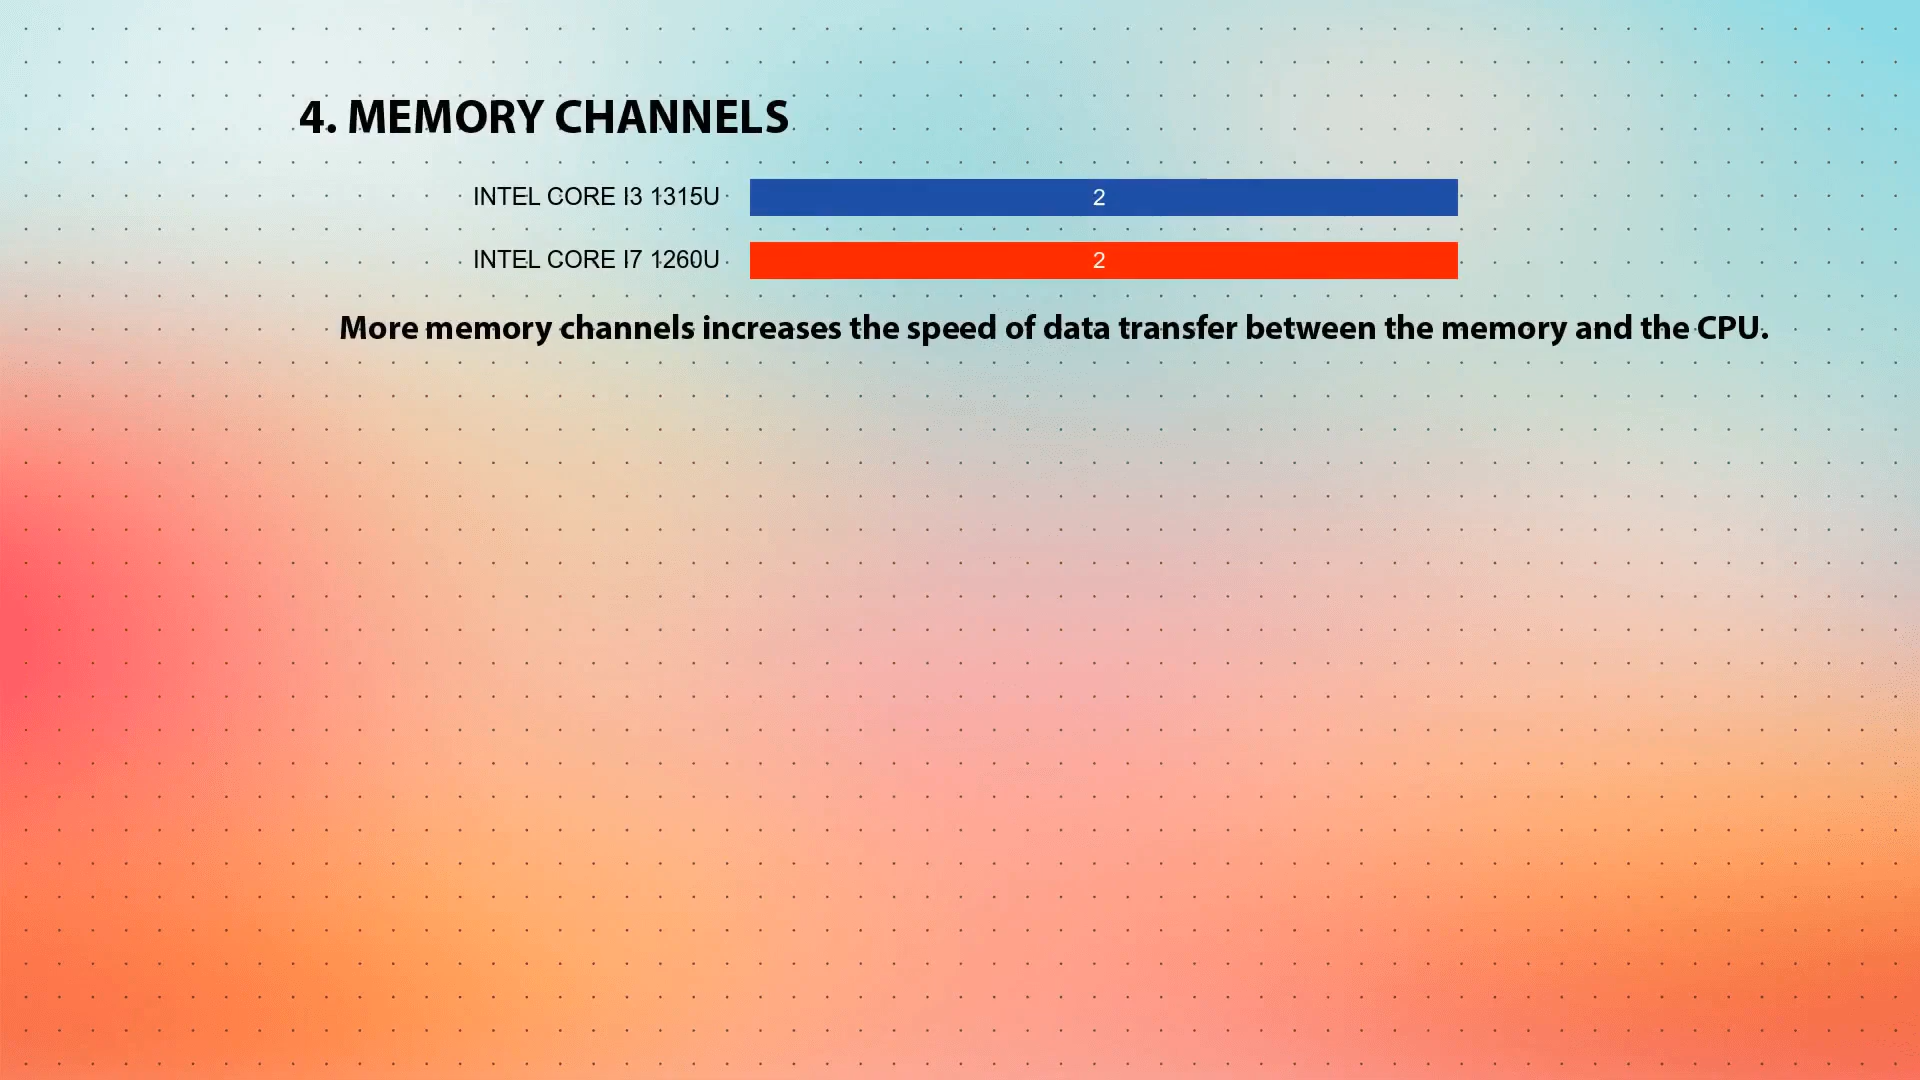 4. MEMORY CHANNELS
INTEL CORE I3 1315U 2
INTEL CORE I7 1260U 2
More memory channels increases the speed of data transfer between the memory and the CPU.